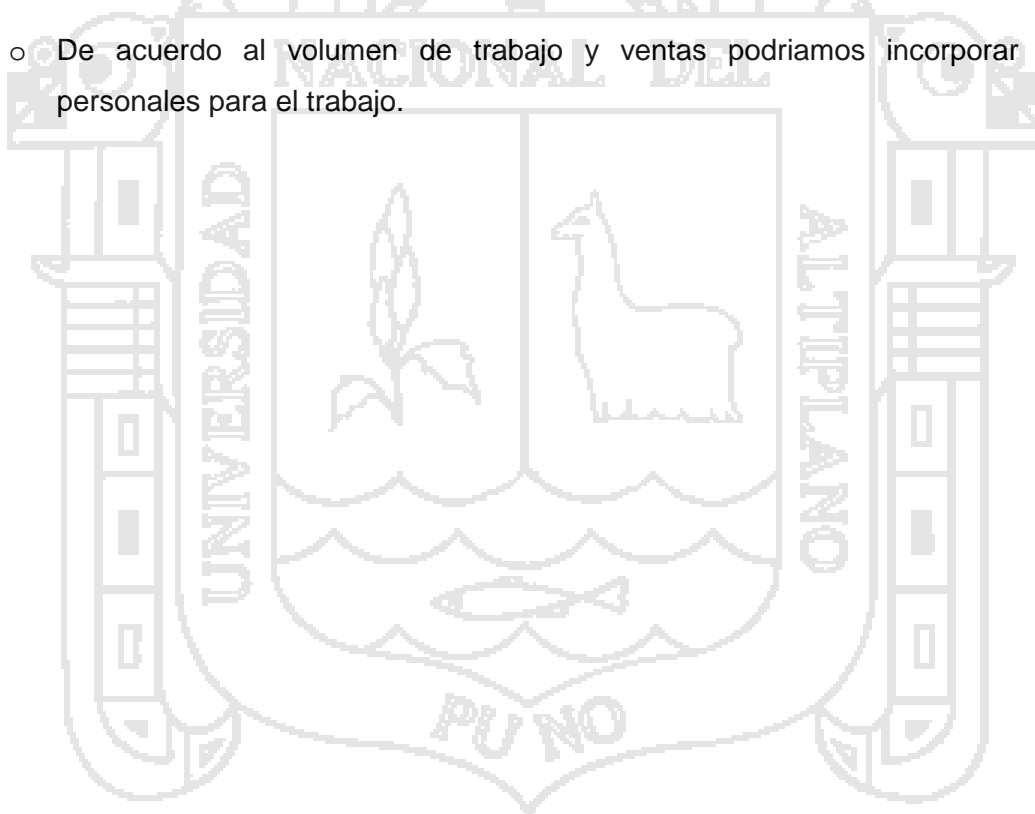 o De acuerdo al volumen de trabajo y ventas podriamos incorporar
personales para el trabajo.
NACIONAL DEL
UNIVERSIDAD
ALTIPLANO
PUNO